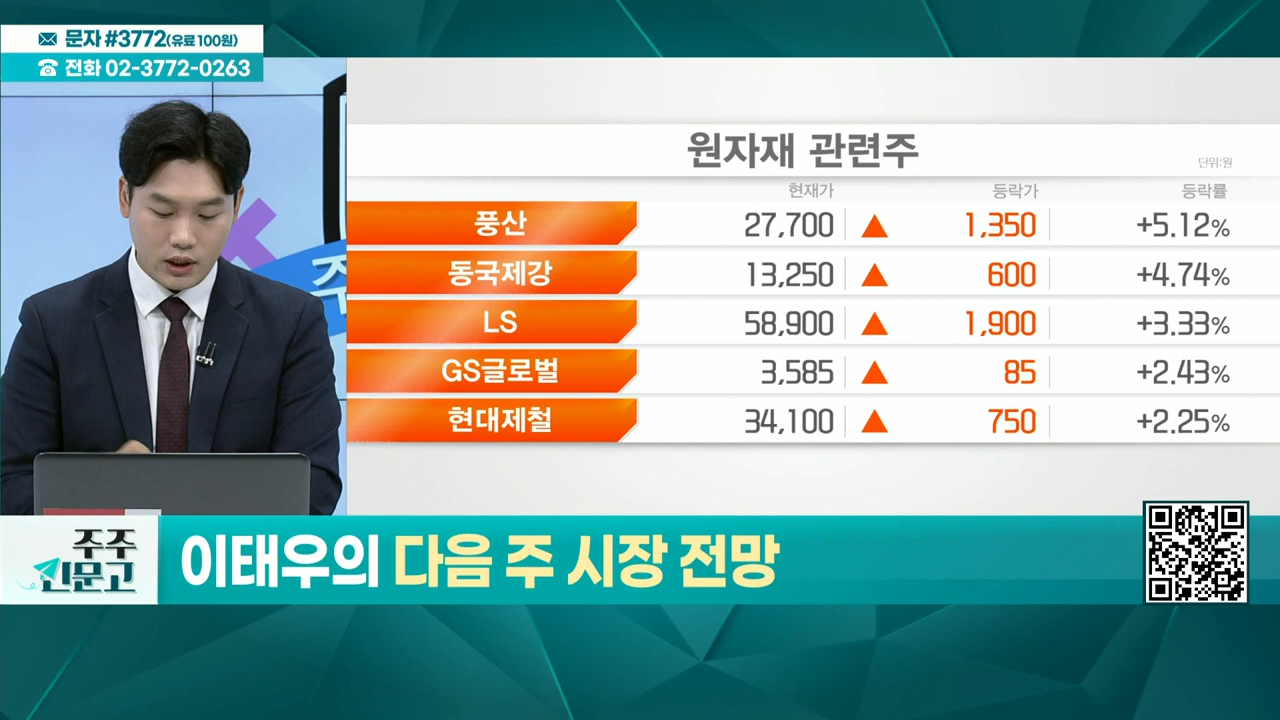 문자 #3772(유료 100원)
전화 02-3772-0263
주
원자재 관련주
단위:원
현재가 등락가 등락률
풍산 27,700 ▲ 1,350 +5.12%
동국제강 13,250 ▲ 600 +4.74%
LS 58,900 ▲ 1,900 +3.33%
GS글로벌 3,585 ▲ 85 +2.43%
현대제철 34,100 ▲ 750 +2.25%
주주
신문고
이태우의 다음 주 시장 전망